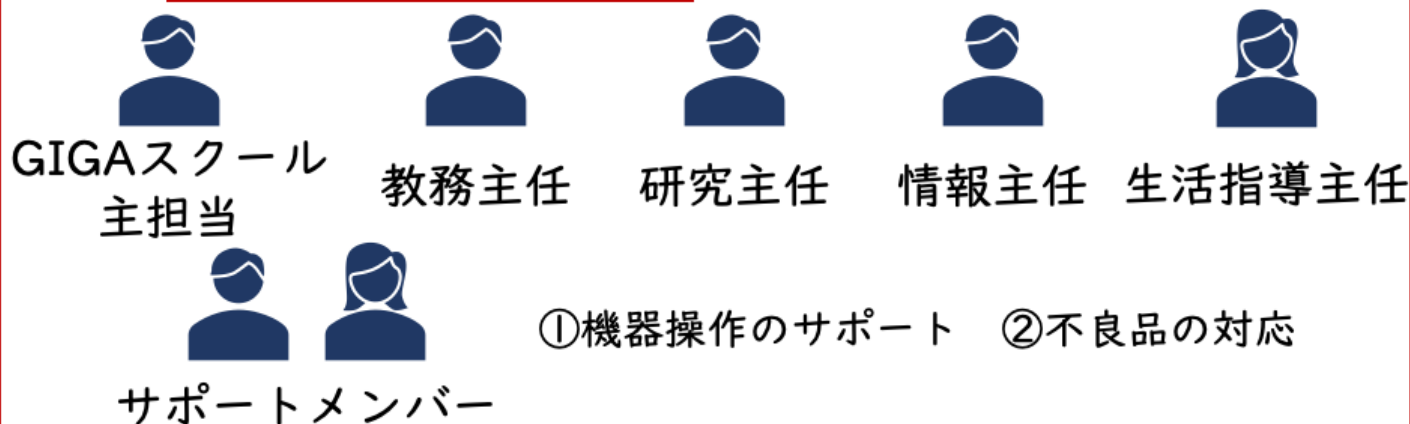 GIGAスクール
主担当
教務主任
研究主任
情報主任
生活指導主任
①機器操作のサポート ②不良品の対応
サポートメンバー